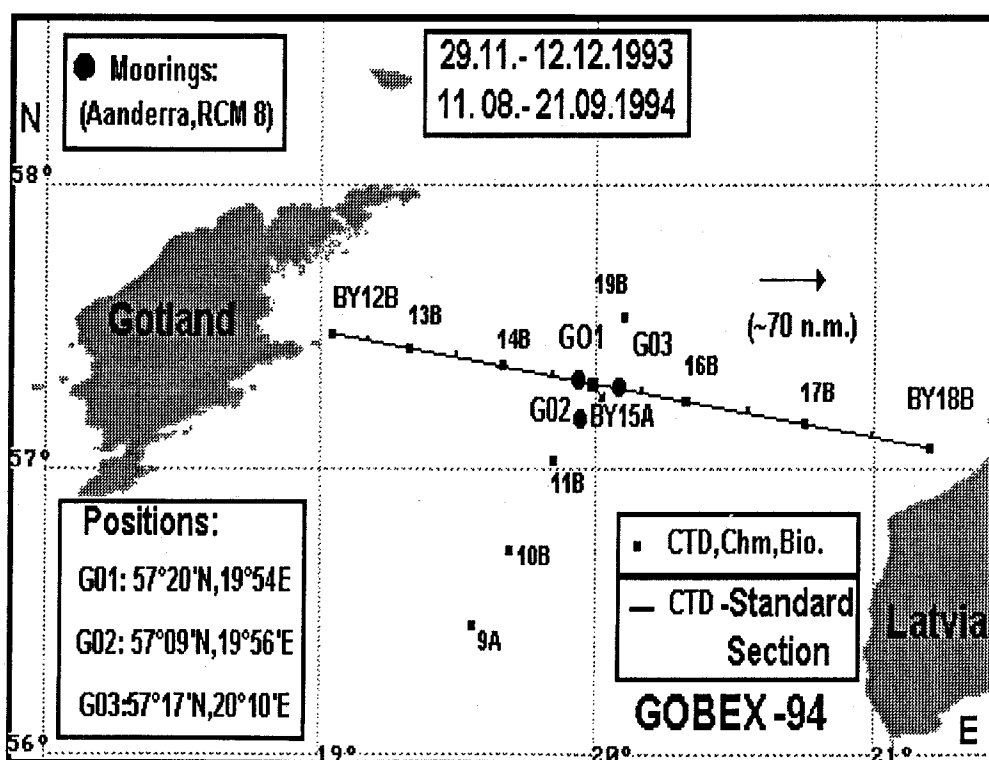 Moorings:
(Aanderra,RCM 8)
29.11.- 12.12.1993
11. 08.- 21.09.1994
N
58°
19B
BY12B
13B
14B
G01
G03
16B
(~70 n.m.)
17B
BY18B
Gotland
G02
BY15A
57°
11B
10B
9A
Positions:
G01: 57°20'N,19°54E
G02: 57°09'N,19°56'E
G03:57°17'N,20°10'E
CTD,Chm,Bio.
CTD -Standard
Section
Latvia
GOBEX -94
E
56°
19°
20°
21°